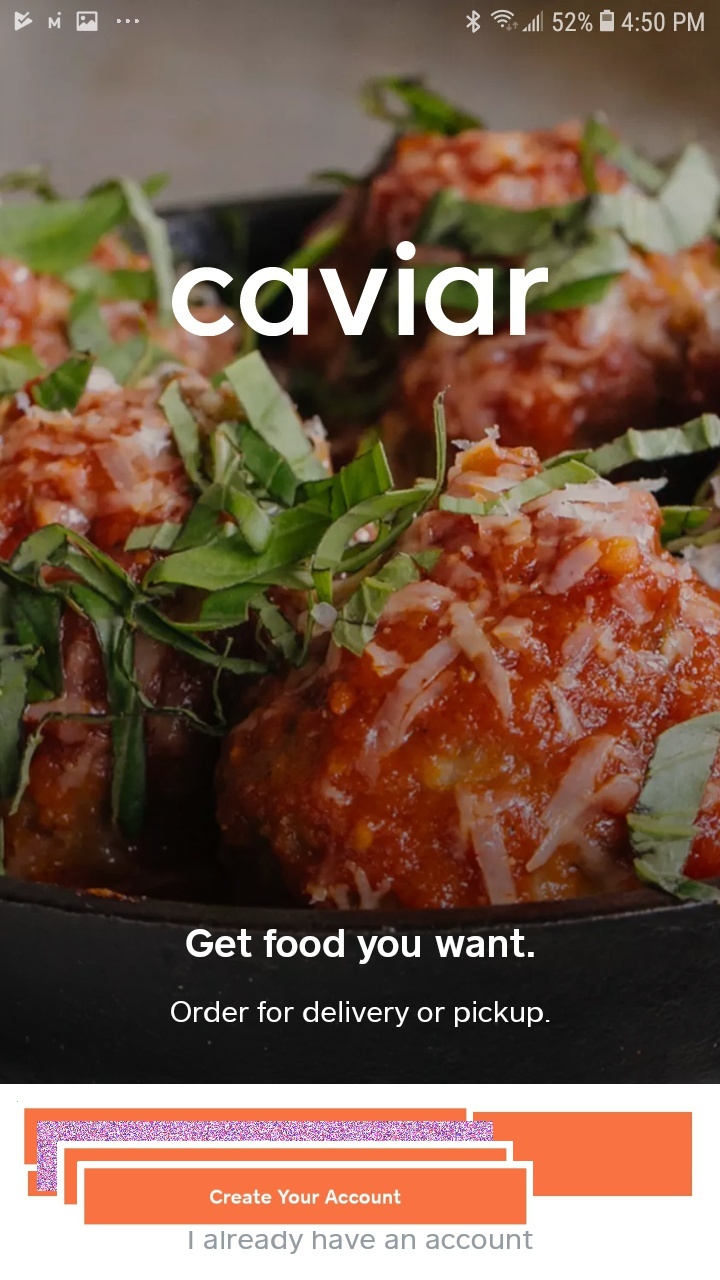 52% 4:50 PM
caviar
Get food you want.
Order for delivery or pickup.
Create Your Account
I already have an account